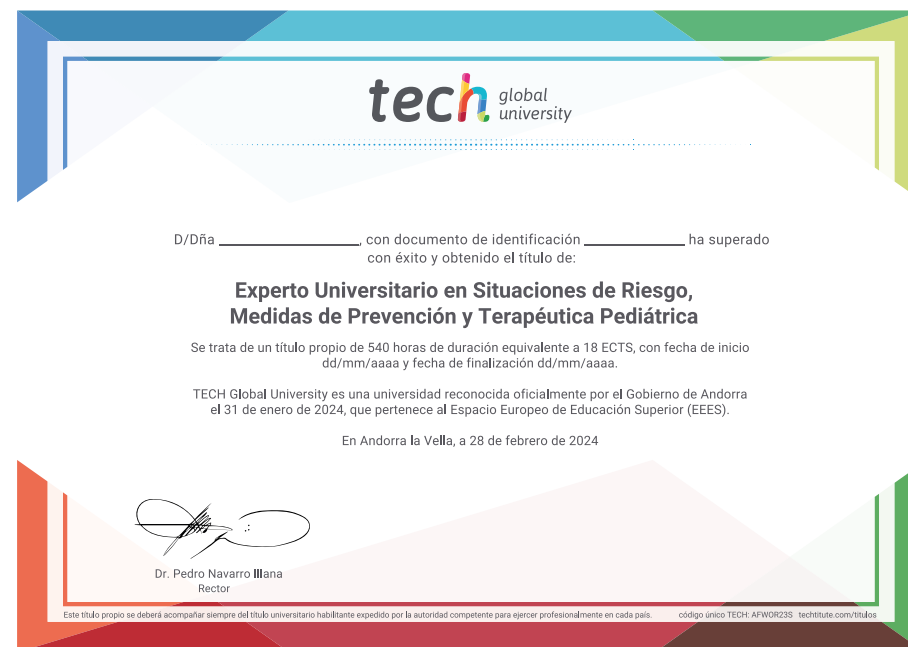 tech global university
D/Dña ____________________, con documento de identificación ______________ ha superado
con éxito y obtenido el título de:
Experto Universitario en Situaciones de Riesgo,
Medidas de Prevención y Terapéutica Pediátrica
Se trata de un título propio de 540 horas de duración equivalente a 18 ECTS, con fecha de inicio
dd/mm/aaaa y fecha de finalización dd/mm/aaaa.
TECH Global University es una universidad reconocida oficialmente por el Gobierno de Andorra
el 31 de enero de 2024, que pertenece al Espacio Europeo de Educación Superior (EEES).
En Andorra la Vella, a 28 de febrero de 2024
Dr. Pedro Navarro Illana
Rector
Este título propio se deberá acompañar siempre del título universitario habilitante expedido por la autoridad competente para ejercer profesionalmente en cada país. código único TECH: AFWOR23S techtitute.com/titulos